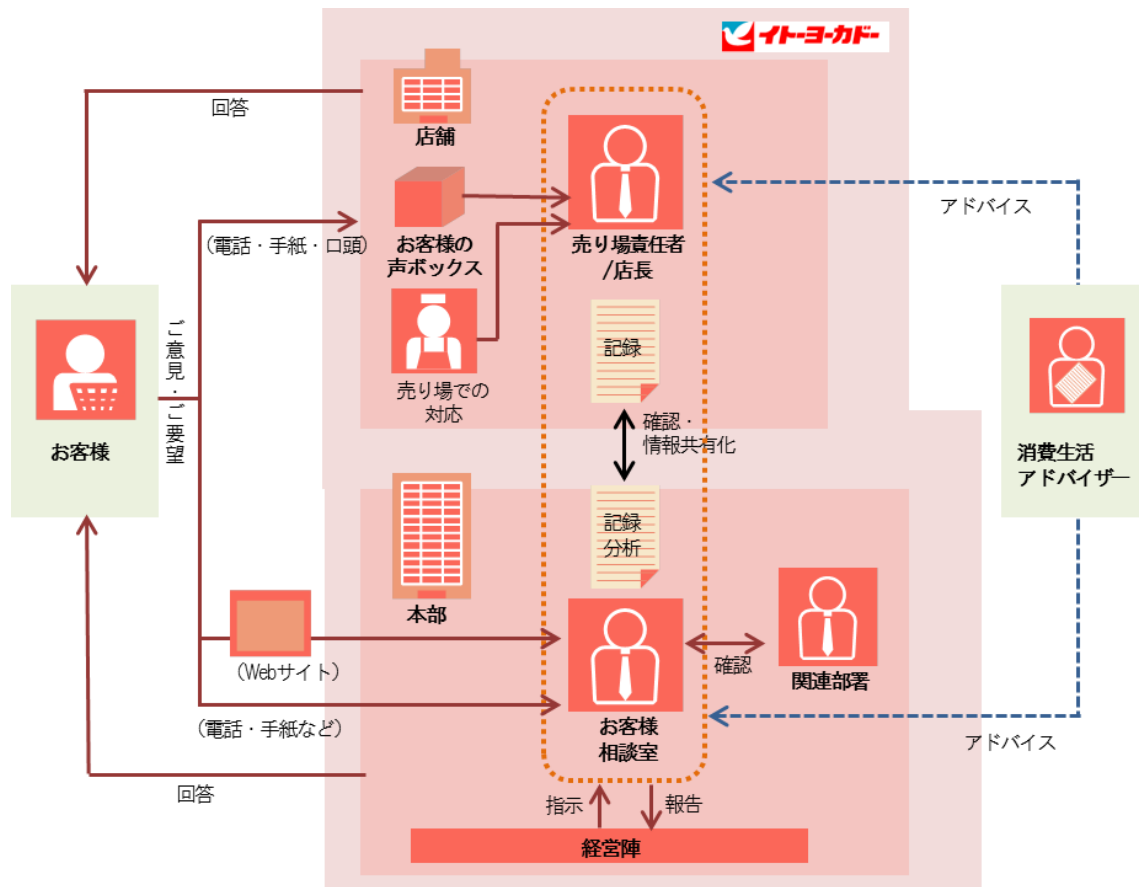 イトーヨーカドー
回答
店舗
(電話・手紙・口頭)
お客様の
声ボックス
売り場責任者
/店長
アドバイス
ご意見・ご要望
記録
売り場での
対応
確認・
情報共有化
お客様
消費生活
アドバイザー
記録
分析
本部
(Webサイト)
確認
関連部署
(電話・手紙など)
お客様
相談室
アドバイス
回答
指示
報告
経営陣